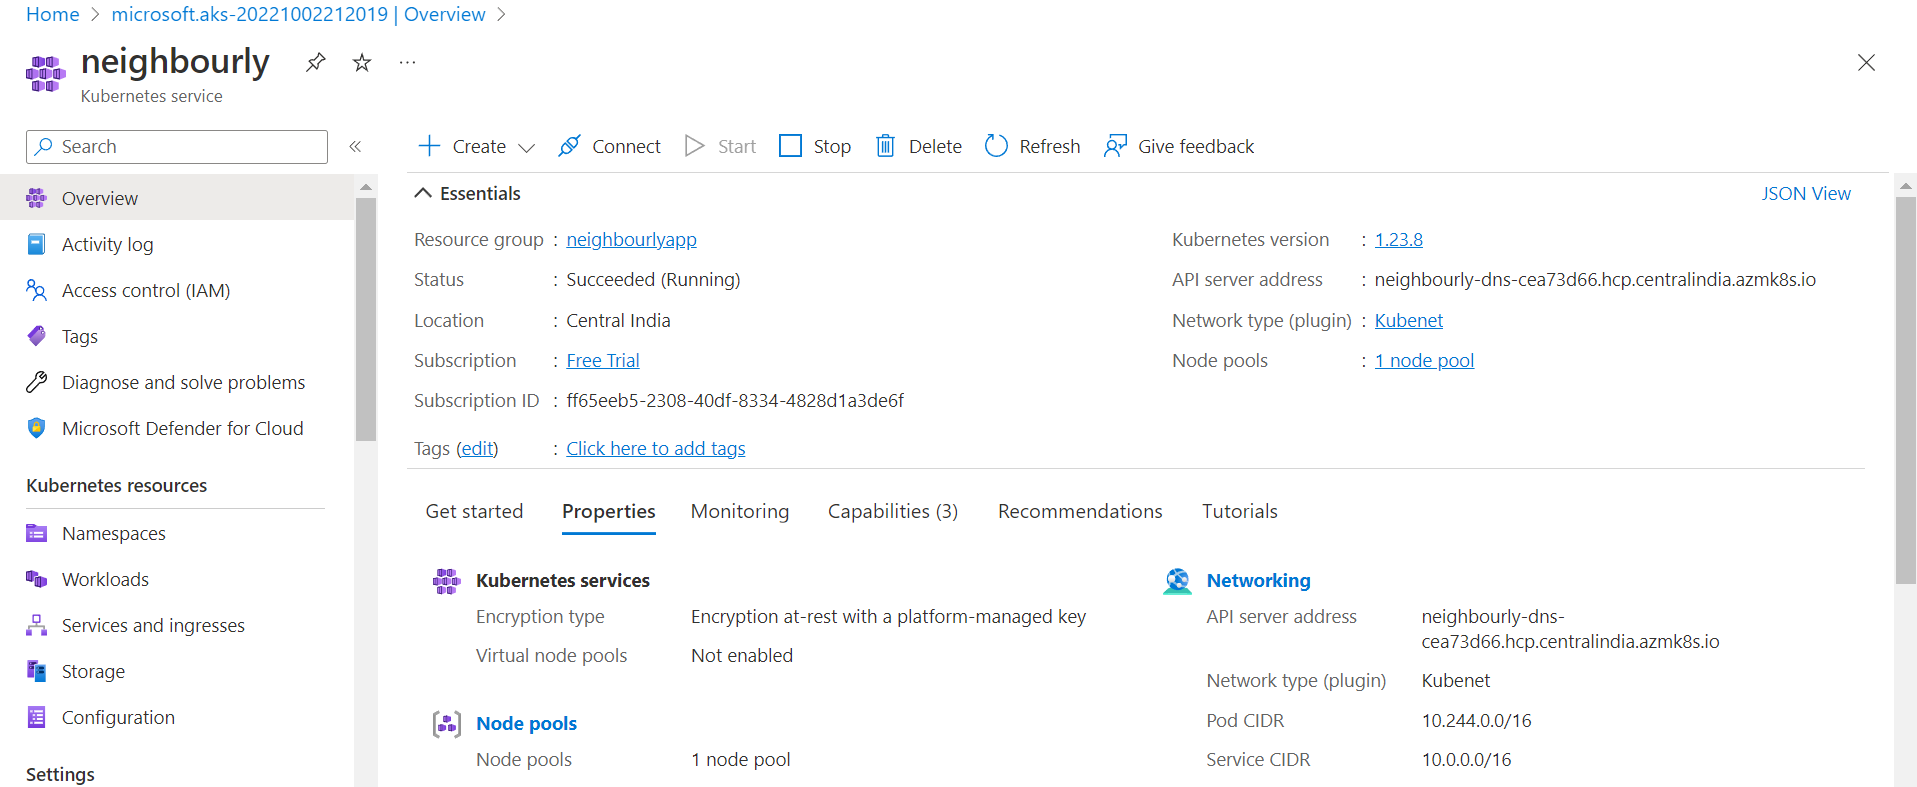 Home > microsoft.aks-20221002212019 | Overview >
neighbourly
Kubernetes service
Search
Create
Connect
Start
Stop
Delete
Refresh
Give feedback
Overview
Activity log
Access control (IAM)
Tags
Diagnose and solve problems
Microsoft Defender for Cloud
Kubernetes resources
Namespaces
Workloads
Services and ingresses
Storage
Configuration
Settings
Essentials
JSON View
Resource group : neighbourlyapp
Status : Succeeded (Running)
Location : Central India
Subscription : Free Trial
Subscription ID : ff65eeb5-2308-40df-8334-4828d1a3de6f
Tags (edit) : Click here to add tags
Kubernetes version : 1.23.8
API server address : neighbourly-dns-cea73d66.hcp.centralindia.azmk8s.io
Network type (plugin) : Kubenet
Node pools : 1 node pool
Get started
Properties
Monitoring
Capabilities (3)
Recommendations
Tutorials
Kubernetes services
Encryption type Encryption at-rest with a platform-managed key
Virtual node pools Not enabled
Node pools
Node pools 1 node pool
Networking
API server address neighbourly-dns-
cea73d66.hcp.centralindia.azmk8s.io
Network type (plugin) Kubenet
Pod CIDR 10.244.0.0/16
Service CIDR 10.0.0.0/16